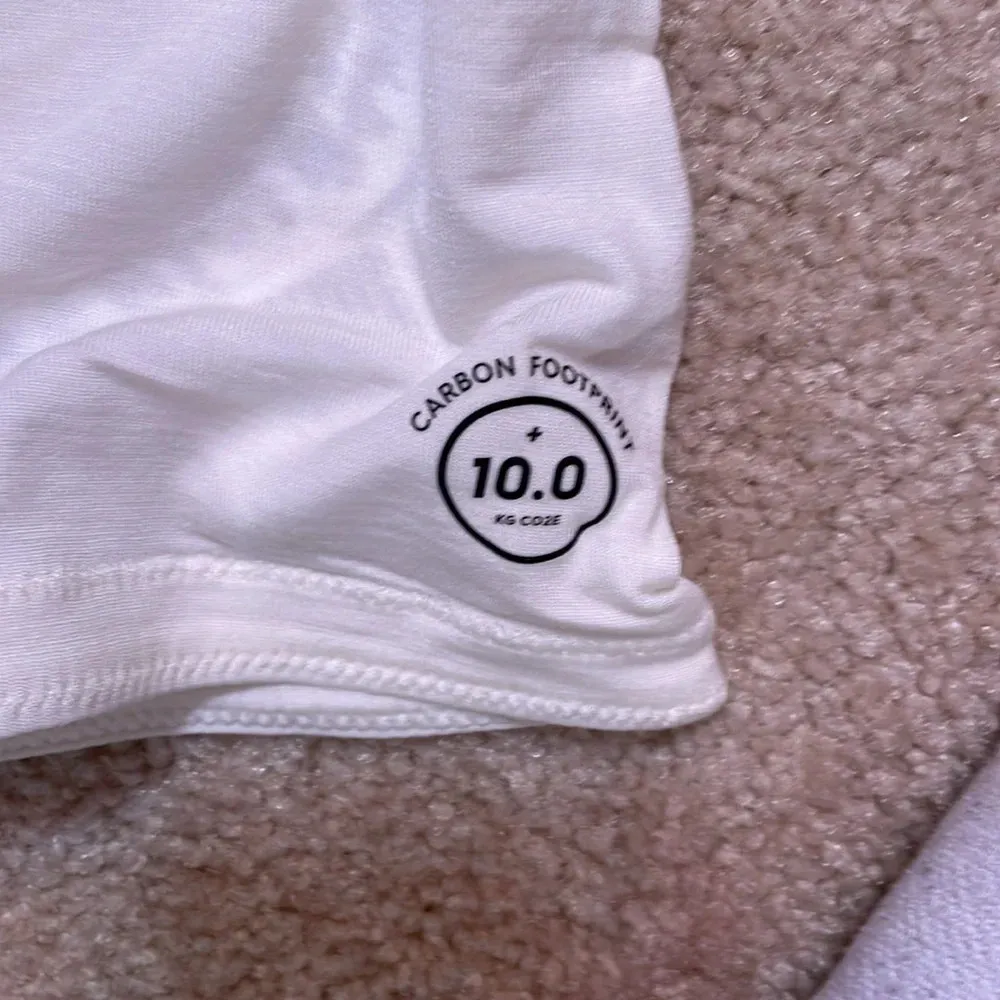 CARBON FOOTPRINT
+
10.0
KG CO2E